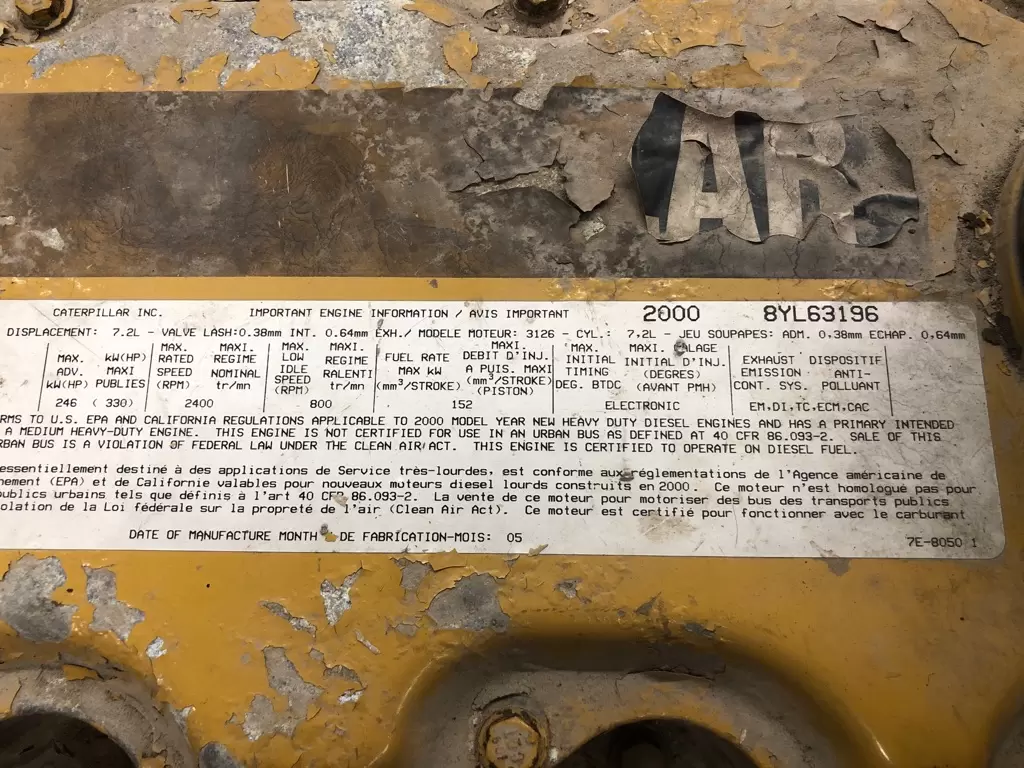 AR
CATERPILLAR INC. IMPORTANT ENGINE INFORMATION / AVIS IMPORTANT 2000 8YL63196
DISPLACEMENT: 7.2L - VALVE LASH:0.38mm INT. 0.64mm EXH./ MODELE MOTEUR: 3126 - CYL.: 7.2L - JEU SOUPAPES: ADM. 0.38mm ECHAP. 0.64mm
MAX. ADV. kW(HP) kW(HP) MAXI PUBLIES MAX. RATED SPEED (RPM) MAXI. REGIME NOMINAL tr/mn MAX. LOW IDLE SPEED (RPM) MAXI. REGIME RALENTI tr/mn FUEL RATE MAX kW (mm³/STROKE) MAXI. DEBIT D'INJ. A PUIS. MAXI (mm³/STROKE) (PISTON) MAX. INITIAL TIMING DEG. BTDC MAXI. CALAGE INITIAL D'INJ. (DEGRES) (AVANT PMH) EXHAUST EMISSION CONT. SYS. DISPOSITIF ANTI- POLLUANT
246 ( 330) 2400 800 152 ELECTRONIC EM,DI,TC,ECM,CAC
RMS TO U.S. EPA AND CALIFORNIA REGULATIONS APPLICABLE TO 2000 MODEL YEAR NEW HEAVY DUTY DIESEL ENGINES AND HAS A PRIMARY INTENDED
A MEDIUM HEAVY-DUTY ENGINE. THIS ENGINE IS NOT CERTIFIED FOR USE IN AN URBAN BUS AS DEFINED AT 40 CFR 86.093-2. SALE OF THIS
RBAN BUS IS A VIOLATION OF FEDERAL LAW UNDER THE CLEAN AIR ACT. THIS ENGINE IS CERTIFIED TO OPERATE ON DIESEL FUEL.
essentiellement destiné à des applications de Service très-lourdes, est conforme aux réglementations de l'Agence américaine de
nement (EPA) et de Californie valables pour nouveaux moteurs diesel lourds construits en 2000. Ce moteur n'est homologué pas pour
publics urbains tels que définis à l'art 40 CFR 86.093-2. La vente de ce moteur pour motoriser des bus des transports publics
olation de la Loi fédérale sur la propreté de l'air (Clean Air Act). Ce moteur est certifié pour fonctionner avec le carburant
DATE OF MANUFACTURE MONTH DE FABRICATION-MOIS: 05 7E-8050 1